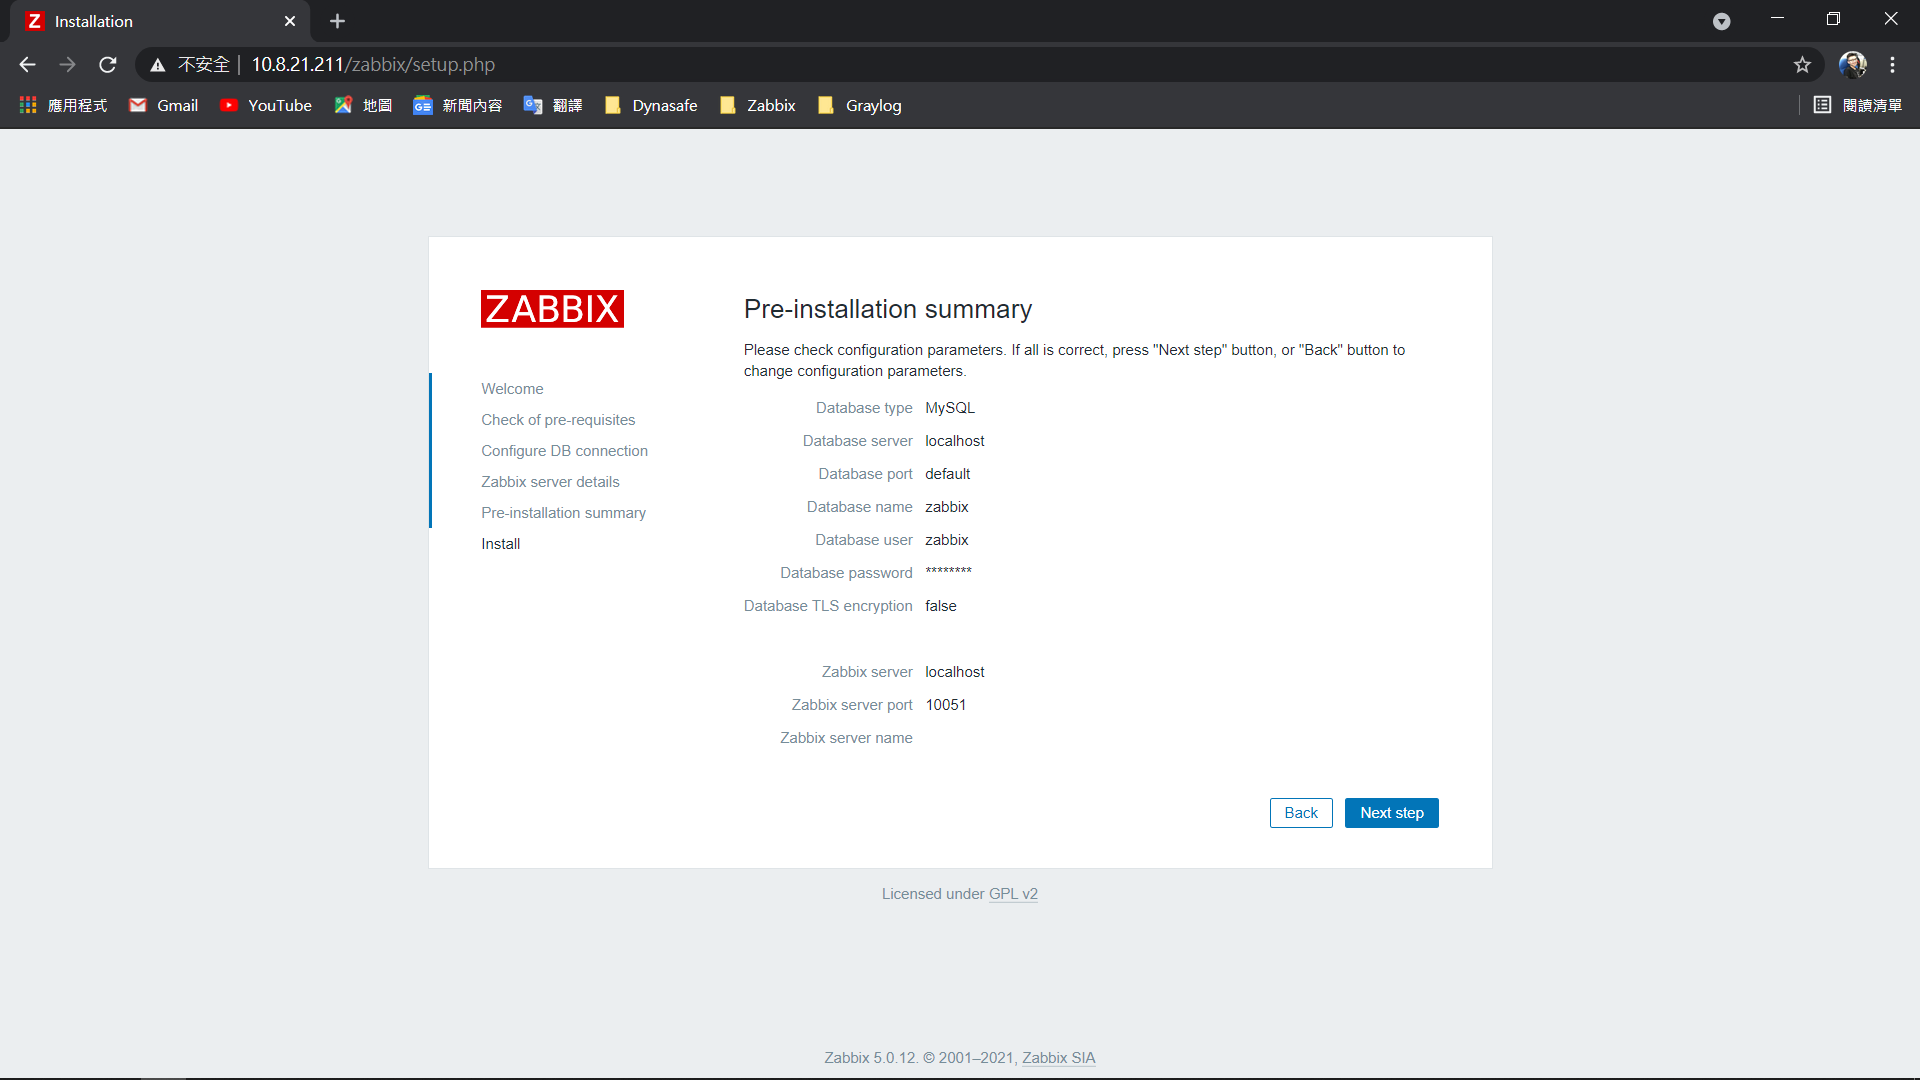 Z Installation
不安全 10.8.21.211/zabbix/setup.php
應用程式 Gmail YouTube 地圖 新聞內容 翻譯 Dynasafe Zabbix Graylog 閱讀清單
ZABBIX
Welcome
Check of pre-requisites
Configure DB connection
Zabbix server details
Pre-installation summary
Install
Pre-installation summary
Please check configuration parameters. If all is correct, press "Next step" button, or "Back" button to
change configuration parameters.
Database type MySQL
Database server localhost
Database port default
Database name zabbix
Database user zabbix
Database password ********
Database TLS encryption false
Zabbix server localhost
Zabbix server port 10051
Zabbix server name
Back Next step
Licensed under GPL v2
Zabbix 5.0.12. © 2001–2021, Zabbix SIA